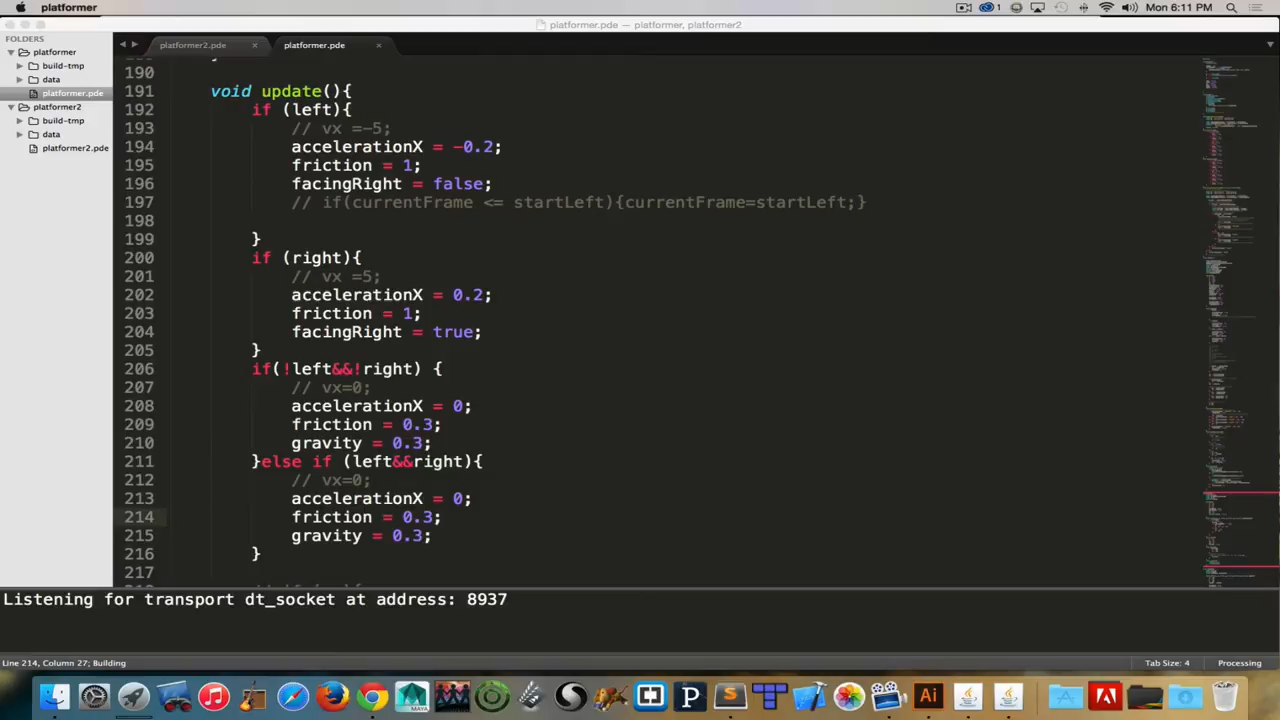 platformer
Mon 6:11 PM
platformer.pde — platformer, platformer2
FOLDERS
platformer
build-tmp
data
platformer.pde
platformer2
build-tmp
data
platformer2.pde
platformer2.pde
platformer.pde
190
191 void update(){
192 if (left){
193 // vx =-5;
194 accelerationX = -0.2;
195 friction = 1;
196 facingRight = false;
197 // if(currentFrame <= startLeft){currentFrame=startLeft;}
198
199 }
200 if (right){
201 // vx =5;
202 accelerationX = 0.2;
203 friction = 1;
204 facingRight = true;
205 }
206 if(!left&&!right) {
207 // vx=0;
208 accelerationX = 0;
209 friction = 0.3;
210 gravity = 0.3;
211 }else if (left&&right){
212 // vx=0;
213 accelerationX = 0;
214 friction = 0.3;
215 gravity = 0.3;
216 }
217
Listening for transport dt_socket at address: 8937
Line 214, Column 27; Building
Tab Size: 4
Processing
MAYA
P
S
Ai